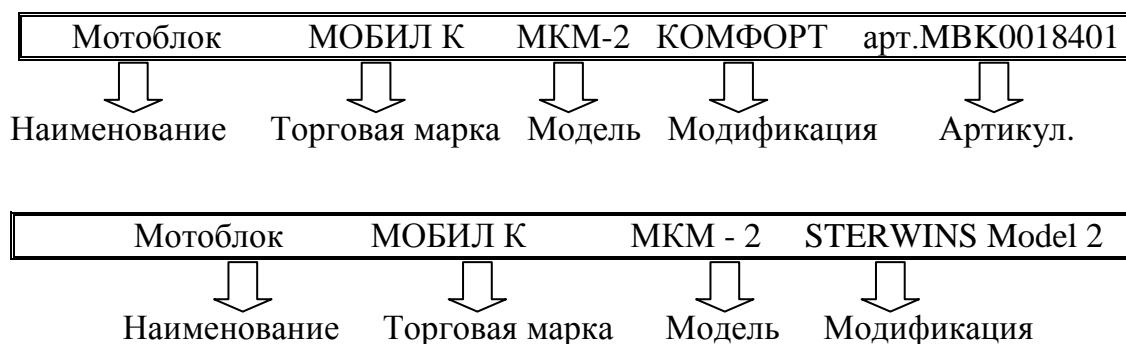 Мотоблок МОБИЛ К МКМ-2 КОМФОРТ арт.МВК0018401
Наименование Торговая марка Модель Модификация Артикул.
Мотоблок МОБИЛ К МКМ - 2 STERWINS Model 2
Наименование Торговая марка Модель Модификация